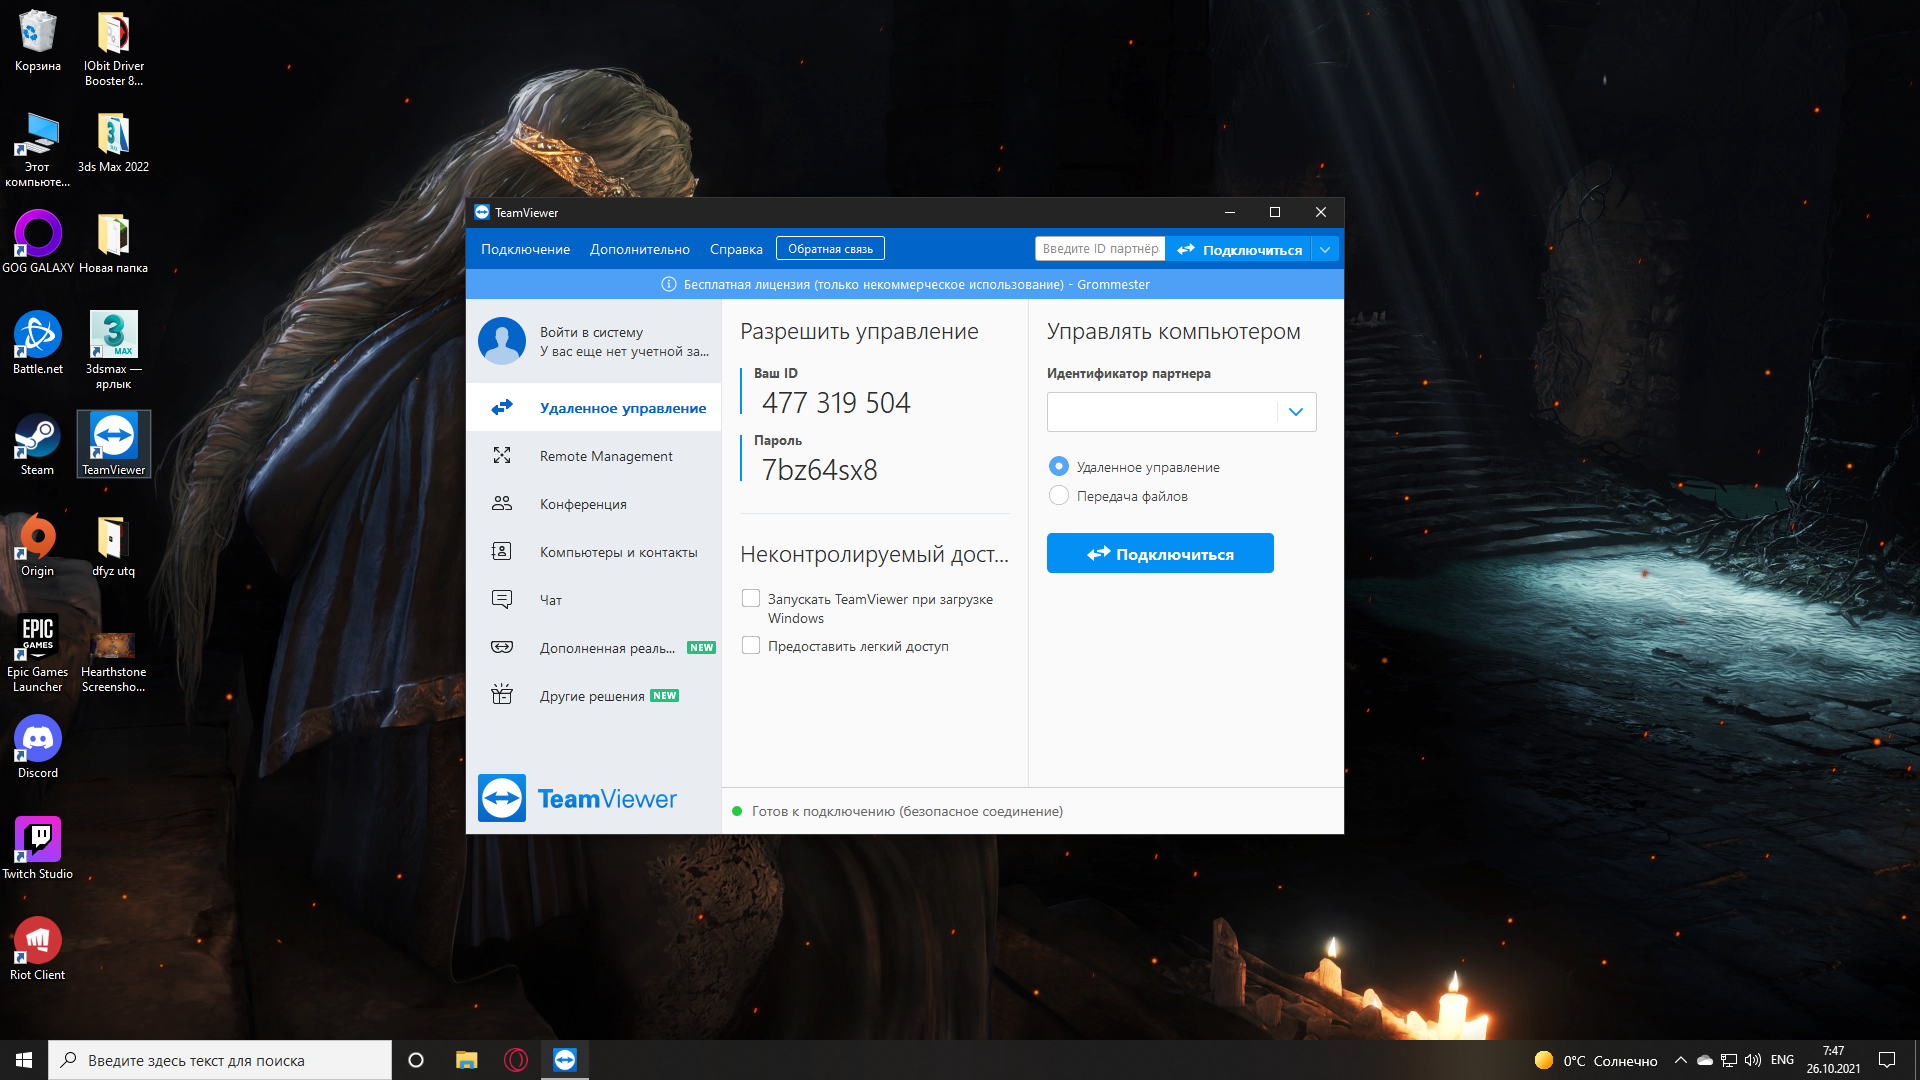 Корзина
IObit Driver
Booster 8...
Этот
компьюте...
3ds Max 2022
GOG GALAXY
Новая папка
Battle.net
3
MAX
3dsmax —
ярлык
Steam
TeamViewer
Origin
dfyz utq
EPIC
GAMES
Epic Games
Launcher
Hearthstone
Screensho...
Discord
Twitch Studio
Riot Client
TeamViewer
Подключение
Дополнительно
Справка
Обратная связь
Введите ID партнёр
Подключиться
Бесплатная лицензия (только некоммерческое использование) - Grommester
Войти в систему
У вас еще нет учетной за...
Удаленное управление
Remote Management
Конференция
Компьютеры и контакты
Чат
Дополненная реаль... NEW
Другие решения NEW
TeamViewer
Разрешить управление
Ваш ID
477 319 504
Пароль
7bz64sx8
Неконтролируемый дост...
Запускать TeamViewer при загрузке
Windows
Предоставить легкий доступ
Управлять компьютером
Идентификатор партнера
Удаленное управление
Передача файлов
Подключиться
Готов к подключению (безопасное соединение)
Введите здесь текст для поиска
0°C Солнечно
ENG
7:47
26.10.2021